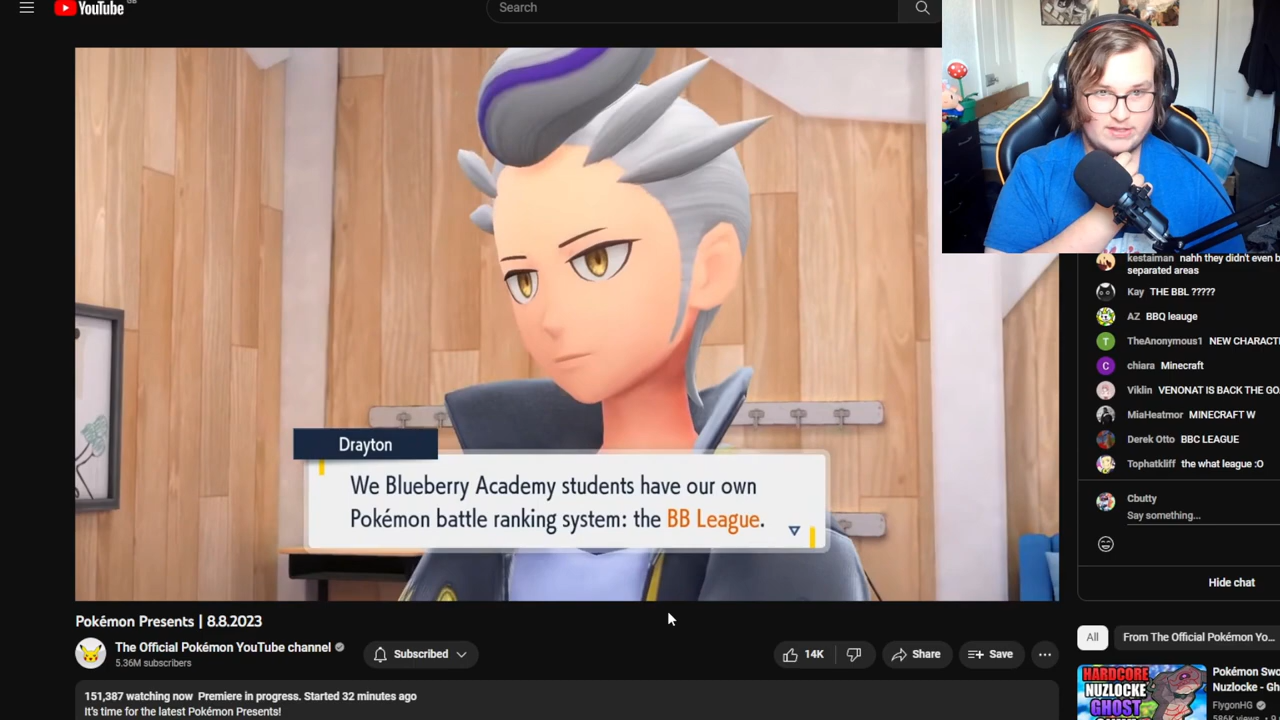 YouTube
GB
Search
Drayton
We Blueberry Academy students have our own
Pokémon battle ranking system: the BB League.
kestaiman nahh they didn't even b
separated areas
Kay THE BBL ?????
AZ BBQ leauge
T
TheAnonymous1 NEW CHARACTE
C
chiara Minecraft
Viklin VENONAT IS BACK THE GO
MiaHeatmor MINECRAFT W
Derek Otto BBC LEAGUE
Tophatkliff the what league :O
Cbutty
Say something...
Hide chat
Pokémon Presents | 8.8.2023
The Official Pokémon YouTube channel
5.36M subscribers
Subscribed
14K
Share
Save
All
From The Official Pokémon Yo...
151,387 watching now Premiere in progress. Started 32 minutes ago
It's time for the latest Pokémon Presents!
HARDCORE
NUZLOCKE
GHOST
Pokémon Swo
Nuzlocke - Gh
FlygonHG